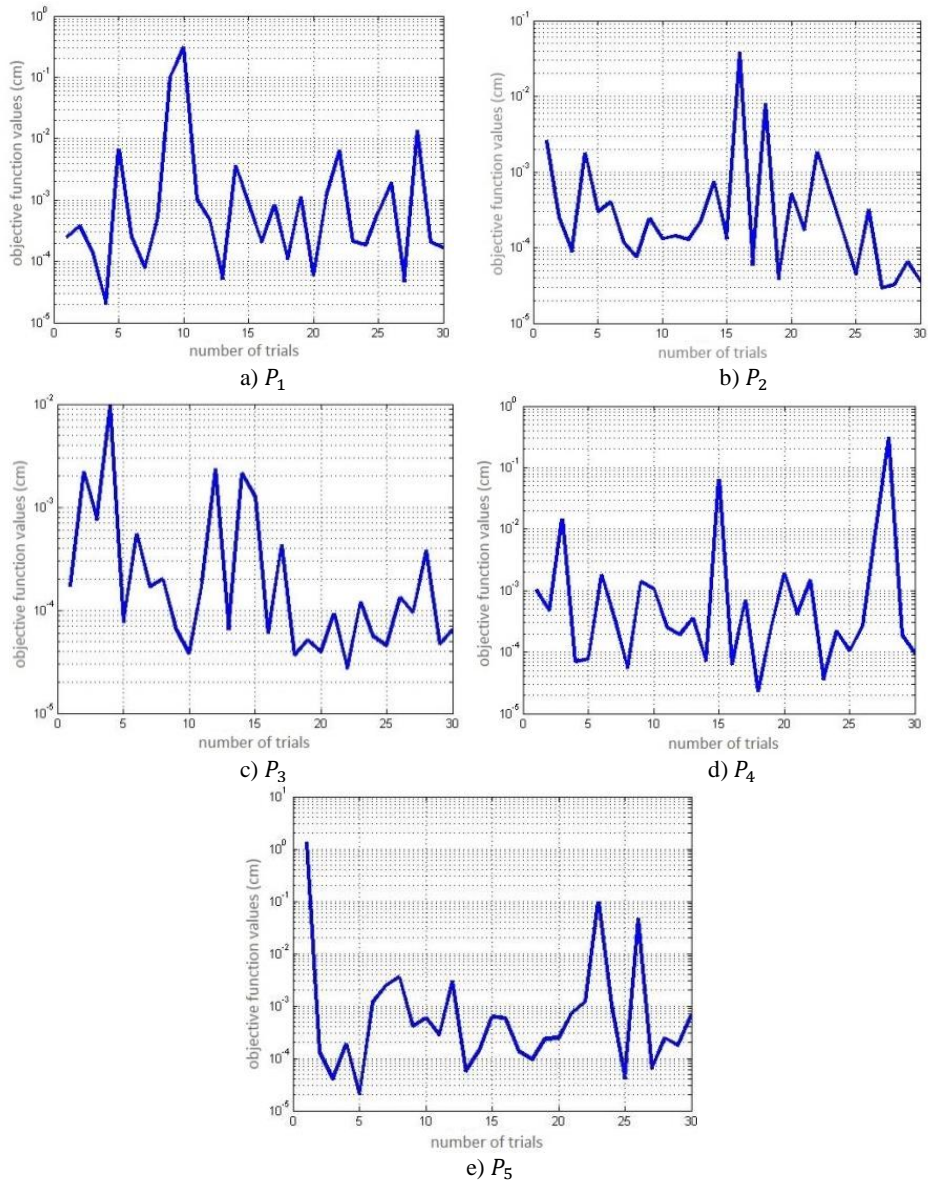 10^0
10^-1
10^-2
10^-3
10^-4
10^-5
objective function values (cm)
0 5 10 15 20 25 30
number of trials
a) P_1
10^-1
10^-2
10^-3
10^-4
10^-5
objective function values (cm)
0 5 10 15 20 25 30
number of trials
b) P_2
10^-2
10^-3
10^-4
10^-5
objective function values (cm)
0 5 10 15 20 25 30
number of trials
c) P_3
10^0
10^-1
10^-2
10^-3
10^-4
10^-5
objective function values (cm)
0 5 10 15 20 25 30
number of trials
d) P_4
10^1
10^0
10^-1
10^-2
10^-3
10^-4
10^-5
objective function values (cm)
0 5 10 15 20 25 30
number of trials
e) P_5